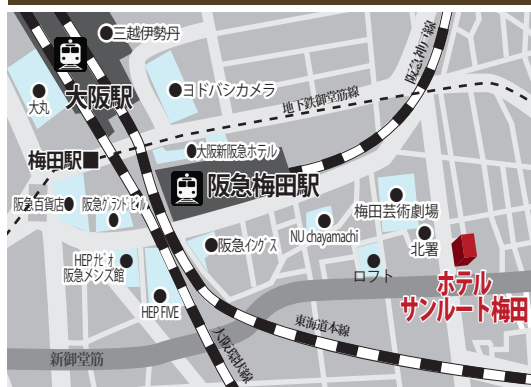 三越伊勢丹
大丸
大阪駅
ヨドバシカメラ
阪急神戸線
地下鉄御堂筋線
梅田駅
大阪新阪急ホテル
阪急梅田駅
阪急百貨店
阪急グランドビル
梅田芸術劇場
NU chayamachi
北署
阪急イングス
HEPナビオ
阪急メンズ館
ロフト
ホテル
サンルート梅田
HEP FIVE
東海道本線
大阪環状線
新御堂筋